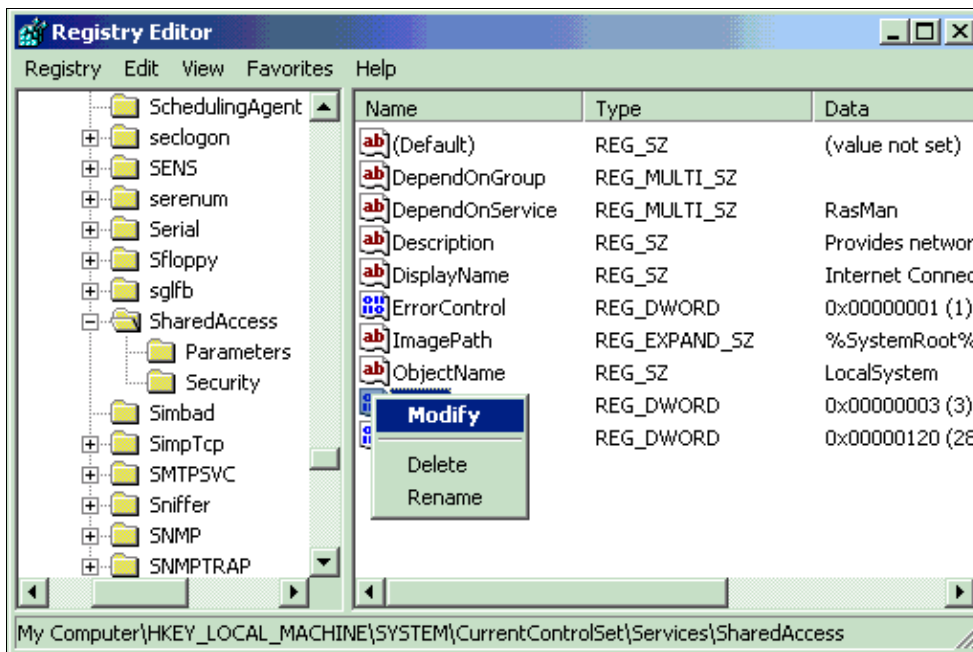 Registry Editor
Registry Edit View Favorites Help
SchedulingAgent
seclogon
SENS
serenum
Serial
Sfloppy
sglfb
SharedAccess
Parameters
Security
Simbad
SimpTcp
SMTPSVC
Sniffer
SNMP
SNMPTRAP
Name Type Data
(Default) REG_SZ (value not set)
DependOnGroup REG_MULTI_SZ
DependOnService REG_MULTI_SZ RasMan
Description REG_SZ Provides networ
DisplayName REG_SZ Internet Connec
ErrorControl REG_DWORD 0x00000001 (1)
ImagePath REG_EXPAND_SZ %SystemRoot%
ObjectName REG_SZ LocalSystem
REG_DWORD 0x00000003 (3)
REG_DWORD 0x00000120 (28
Modify
Delete
Rename
My Computer\HKEY_LOCAL_MACHINE\SYSTEM\CurrentControlSet\Services\SharedAccess